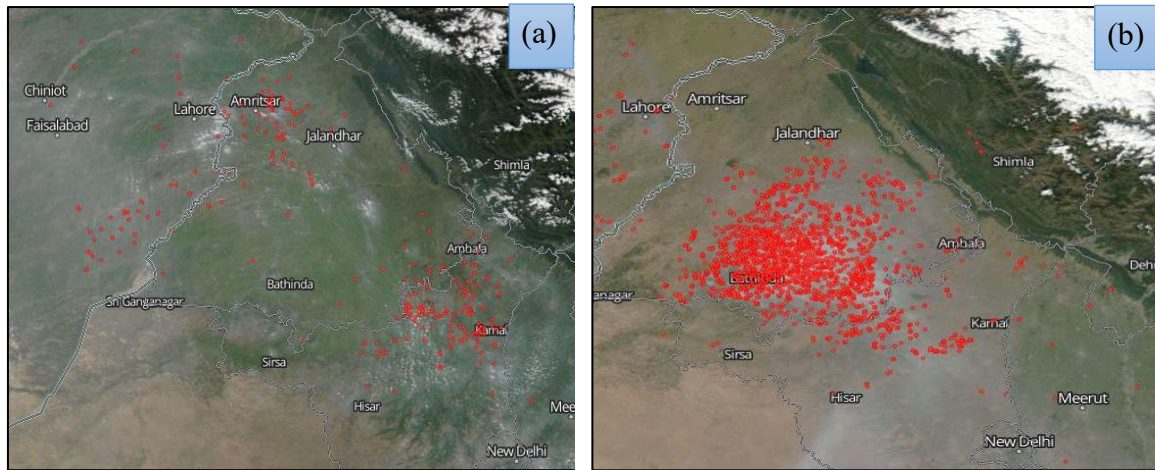 (a)
Chiniot
Lahore
Amritsar
Faisalabad
Jalandhar
Shimla
Ambala
Bathinda
Sri Ganganagar
Karnal
Sirsa
Hisar
Mee
New Delhi
(b)
Lahore
Amritsar
Jalandhar
Shimla
Ambala
Dehr
Bathinda
anagar
Karnal
Sirsa
Hisar
Meerut
New Delhi